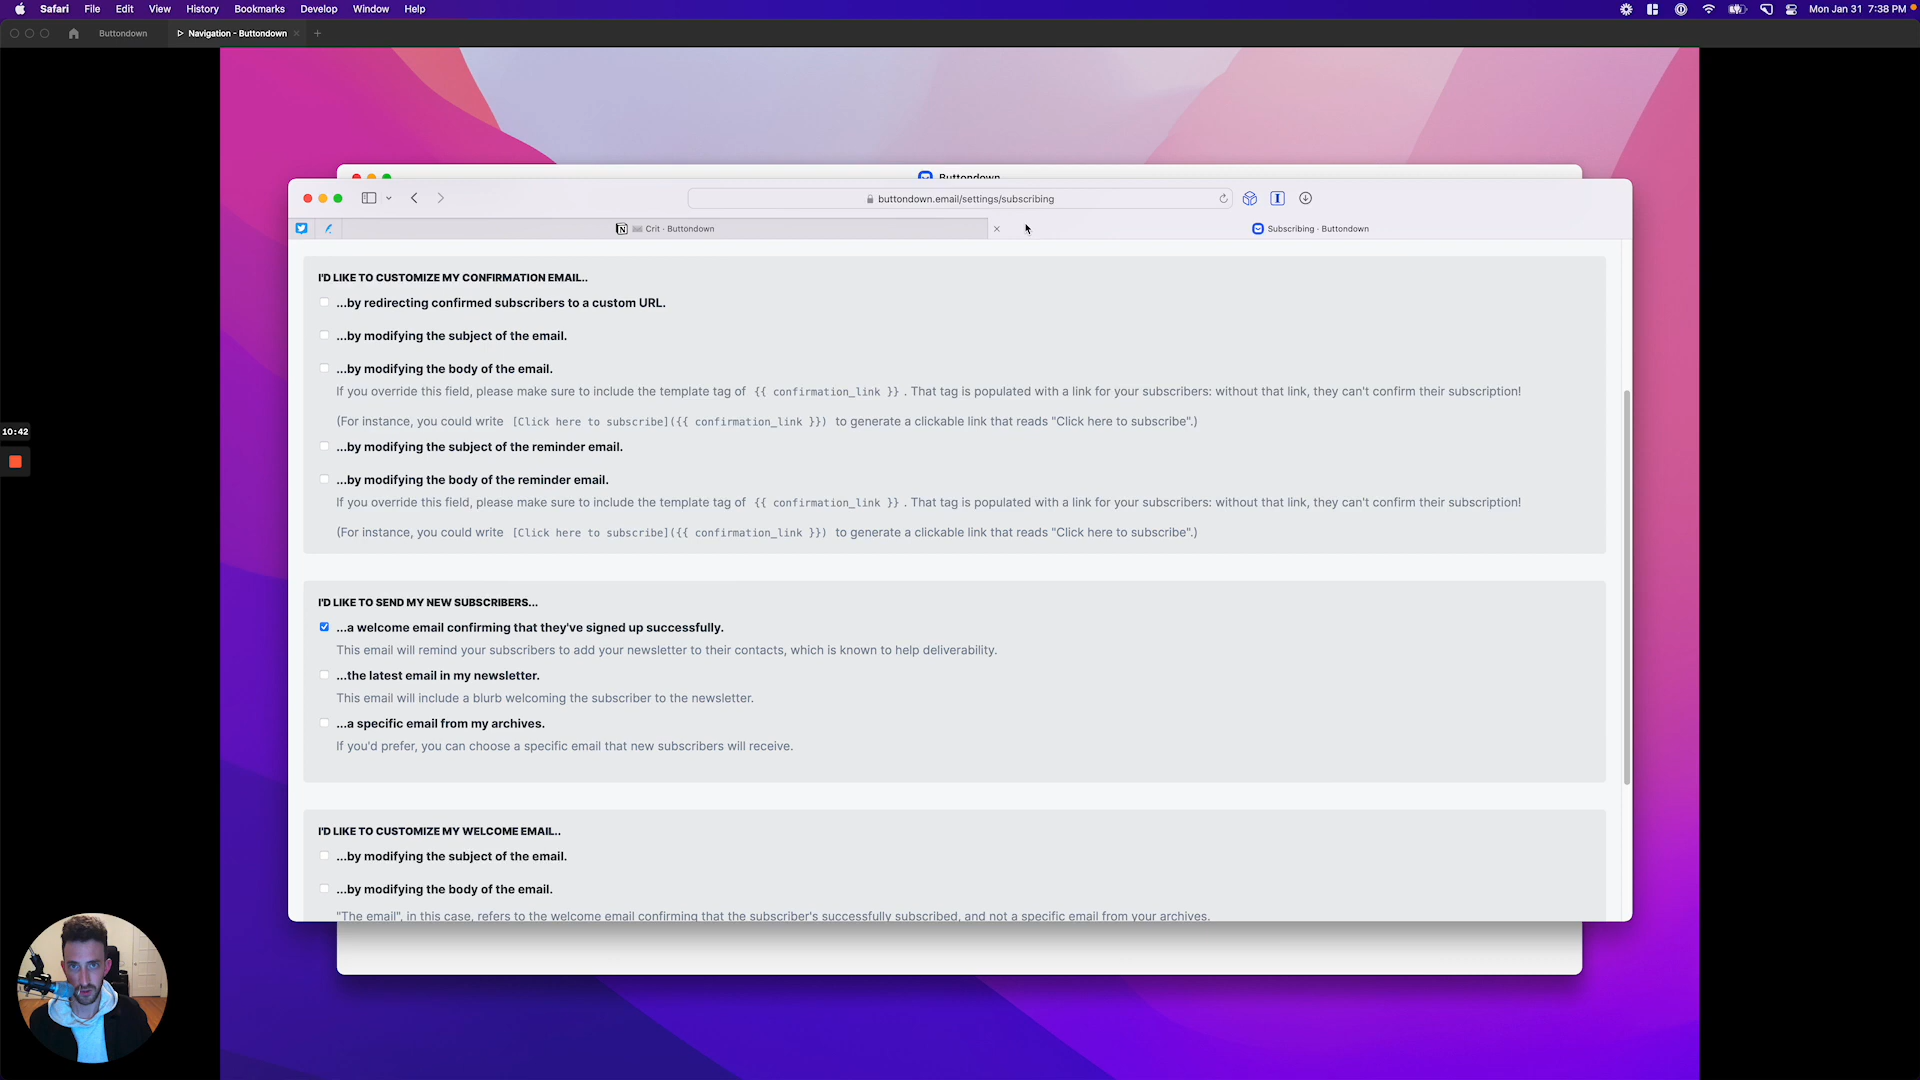 Safari File Edit View History Bookmarks Develop Window Help
Mon Jan 31 7:38 PM
Buttondown
Navigation - Buttondown
Buttondown
buttondown.email/settings/subscribing
Crit - Buttondown
Subscribing · Buttondown
I'D LIKE TO CUSTOMIZE MY CONFIRMATION EMAIL..
...by redirecting confirmed subscribers to a custom URL.
...by modifying the subject of the email.
...by modifying the body of the email.
If you override this field, please make sure to include the template tag of {{ confirmation_link }} . That tag is populated with a link for your subscribers: without that link, they can't confirm their subscription!
(For instance, you could write [Click here to subscribe]({{ confirmation_link }}) to generate a clickable link that reads "Click here to subscribe".)
...by modifying the subject of the reminder email.
...by modifying the body of the reminder email.
If you override this field, please make sure to include the template tag of {{ confirmation_link }} . That tag is populated with a link for your subscribers: without that link, they can't confirm their subscription!
(For instance, you could write [Click here to subscribe]({{ confirmation_link }}) to generate a clickable link that reads "Click here to subscribe".)
10:42
I'D LIKE TO SEND MY NEW SUBSCRIBERS...
...a welcome email confirming that they've signed up successfully.
This email will remind your subscribers to add your newsletter to their contacts, which is known to help deliverability.
...the latest email in my newsletter.
This email will include a blurb welcoming the subscriber to the newsletter.
...a specific email from my archives.
If you'd prefer, you can choose a specific email that new subscribers will receive.
I'D LIKE TO CUSTOMIZE MY WELCOME EMAIL..
...by modifying the subject of the email.
...by modifying the body of the email.
"The email", in this case, refers to the welcome email confirming that the subscriber's successfully subscribed, and not a specific email from your archives.